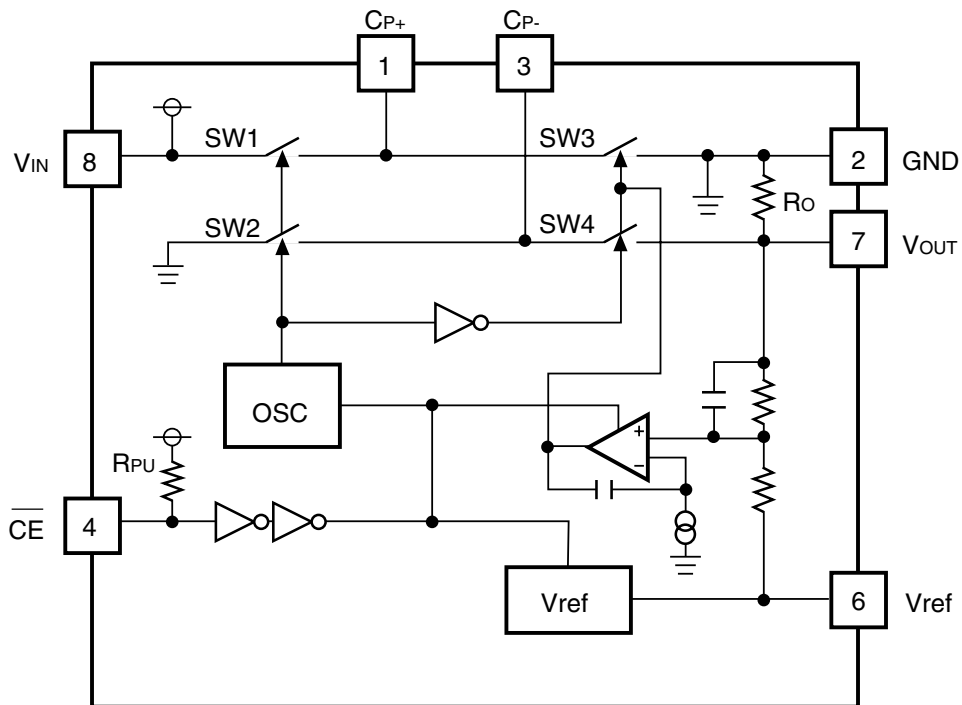 CP+
CP-
1
3
SW1
SW3
VIN
8
2
GND
RO
SW2
SW4
7
VOUT
OSC
+
−
RPU
CE
4
Vref
6
Vref